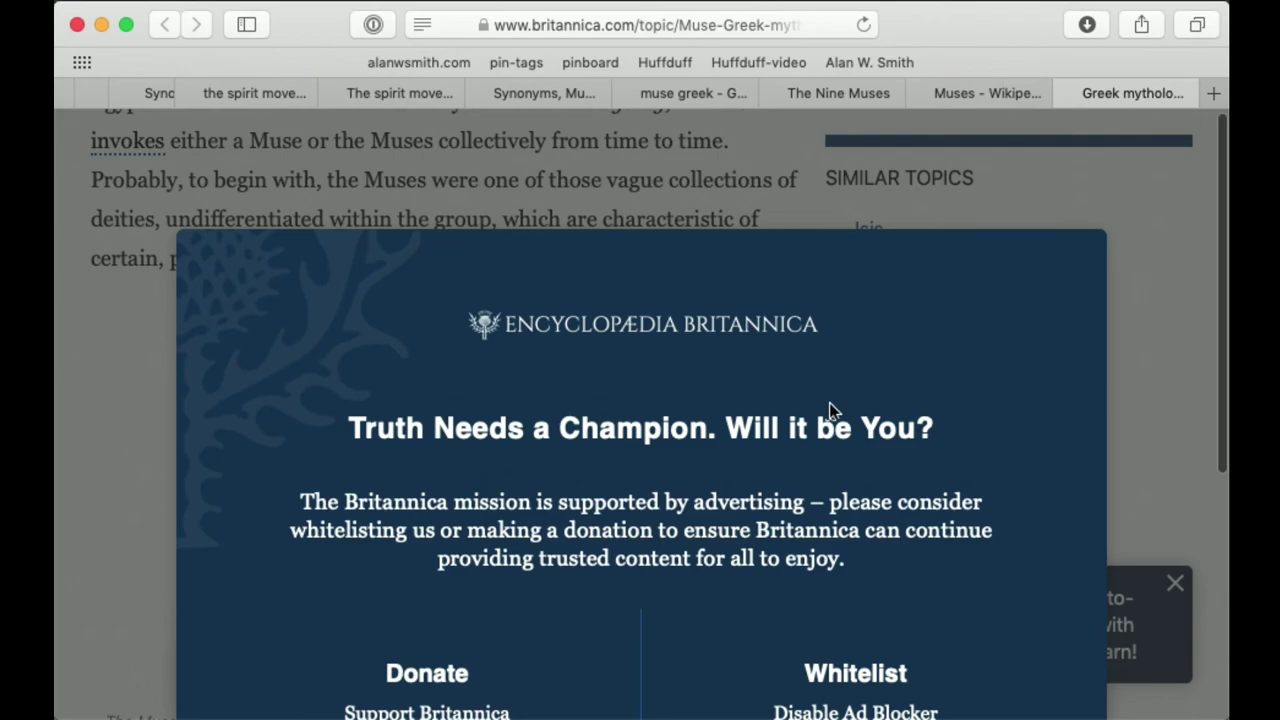 www.britannica.com/topic/Muse-Greek-myt
alanwsmith.com pin-tags pinboard Huffduff Huffduff-video Alan W. Smith
Sync the spirit move... The spirit move... Synonyms, Mu... muse greek - G... The Nine Muses Muses - Wikipe... Greek mytholo...
invokes either a Muse or the Muses collectively from time to time.
Probably, to begin with, the Muses were one of those vague collections of
deities, undifferentiated within the group, which are characteristic of
certain, p
SIMILAR TOPICS
Isis
ENCYCLOPÆDIA BRITANNICA
Truth Needs a Champion. Will it be You?
The Britannica mission is supported by advertising – please consider
whitelisting us or making a donation to ensure Britannica can continue
providing trusted content for all to enjoy.
Donate
Support Britannica
Whitelist
Disable Ad Blocker
to-
with
arn!